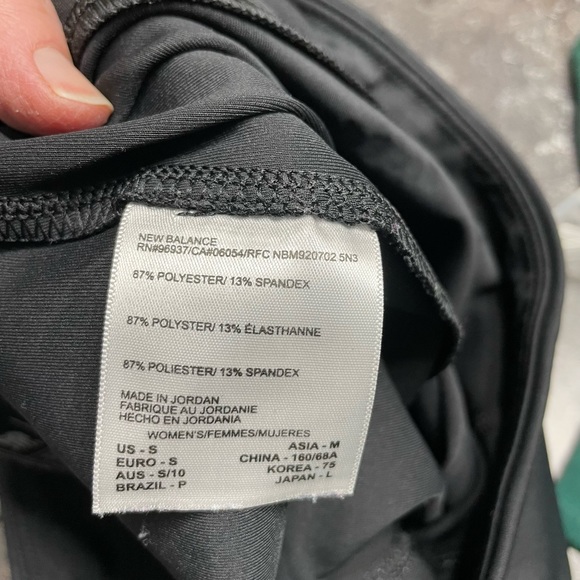 NEW BALANCE
RN#96937/CA#06054/RFC NBM920702 5N3
87% POLYESTER/ 13% SPANDEX
87% POLYSTER/ 13% ÉLASTHANNE
87% POLIESTER/ 13% SPANDEX
MADE IN JORDAN
FABRIQUE AU JORDANIE
HECHO EN JORDANIA
WOMEN'S/FEMMES/MUJERES
US - S ASIA - M
EURO - S CHINA - 160/68A
AUS - S/10 KOREA - 75
BRAZIL - P JAPAN - L